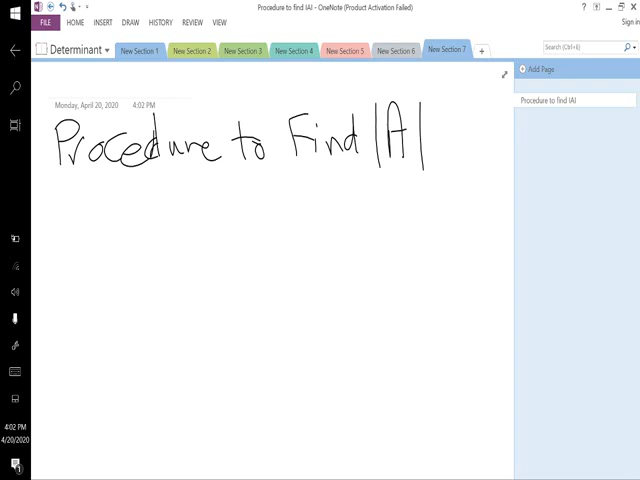 Procedure to find IAI - OneNote (Product Activation Failed)
FILE HOME INSERT DRAW HISTORY REVIEW VIEW
Sign in
Determinant New Section 1 New Section 2 New Section 3 New Section 4 New Section 5 New Section 6 New Section 7
Search (Ctrl+E)
Add Page
Procedure to find IAI
Monday, April 20, 2020 4:02 PM
Procedure to Find |A|
4:02 PM
4/20/2020
1